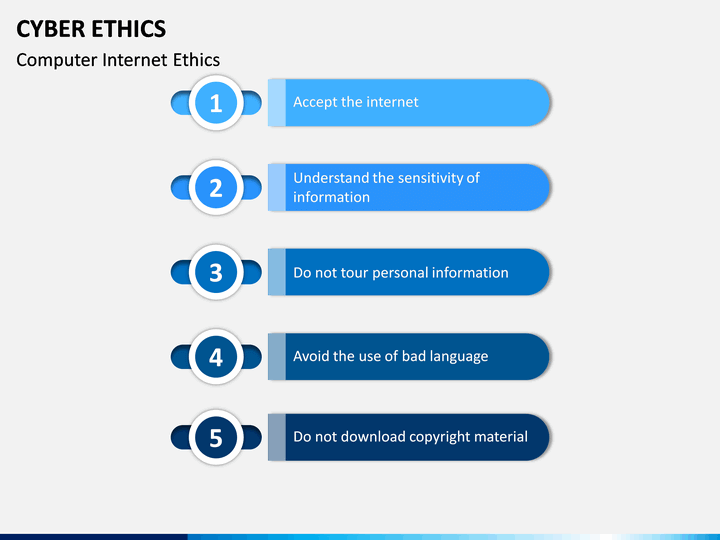 CYBER ETHICS
Computer Internet Ethics
1
Accept the internet
2
Understand the sensitivity of
information
3
Do not tour personal information
4
Avoid the use of bad language
5
Do not download copyright material